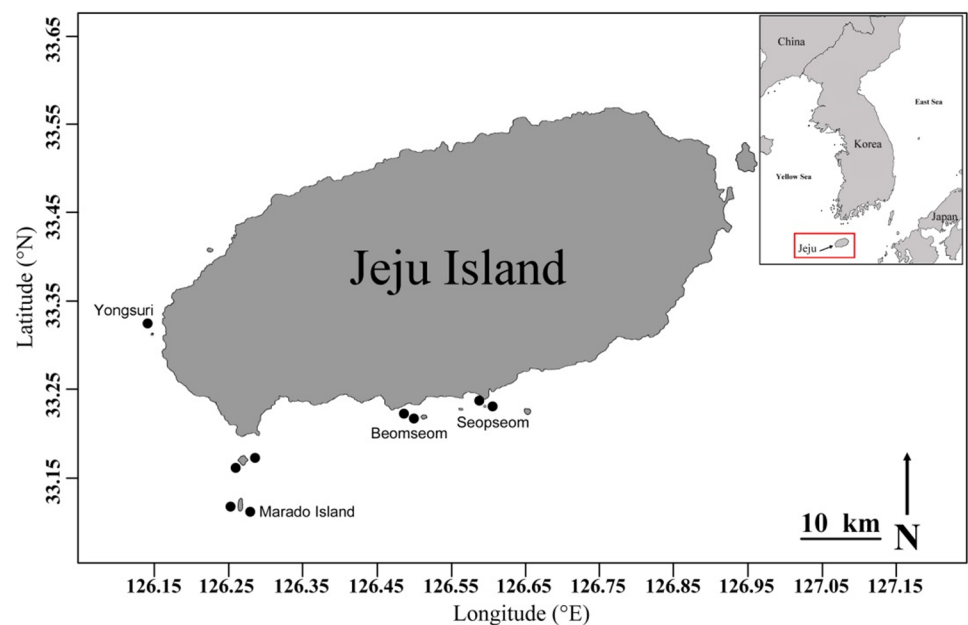 33.65
33.55
33.45
33.35
33.25
33.15
Latitude (°N)
China
East Sea
Korea
Yellow Sea
Japan
Jeju
Jeju Island
Yongsuri
Beomseom
Seopseom
Marado Island
10 km
N
126.15 126.25 126.35 126.45 126.55 126.65 126.75 126.85 126.95 127.05 127.15
Longitude (°E)